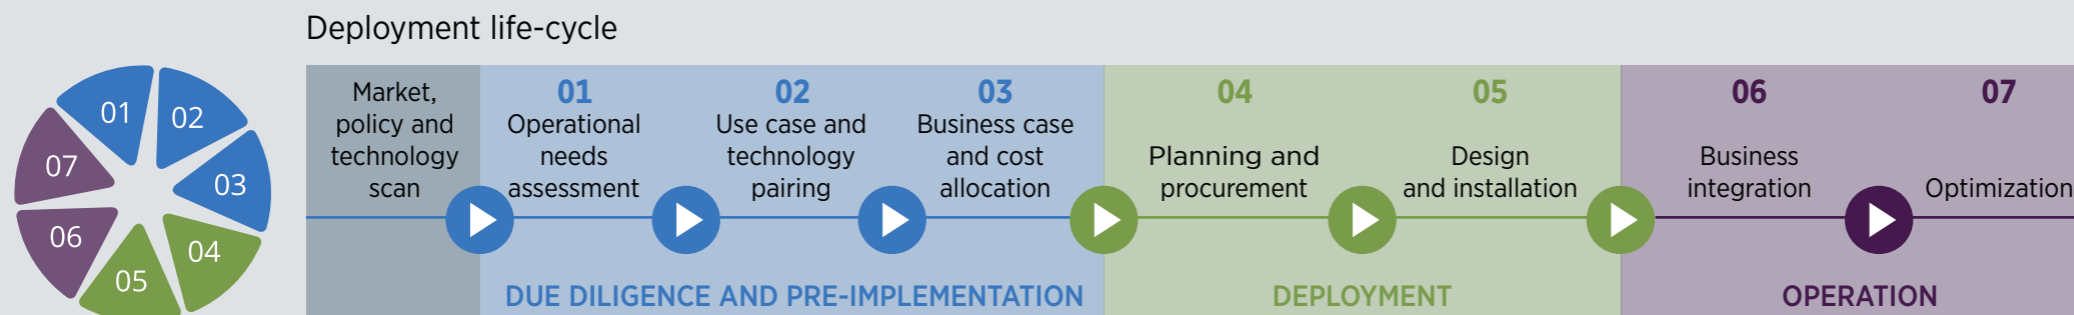 Deployment life-cycle
01
02
03
04
05
06
07
Market,
policy and
technology
scan
01
Operational
needs
assessment
02
Use case and
technology
pairing
03
Business case
and cost
allocation
04
Planning and
procurement
05
Design
and installation
06
Business
integration
07
Optimization
DUE DILIGENCE AND PRE-IMPLEMENTATION
DEPLOYMENT
OPERATION